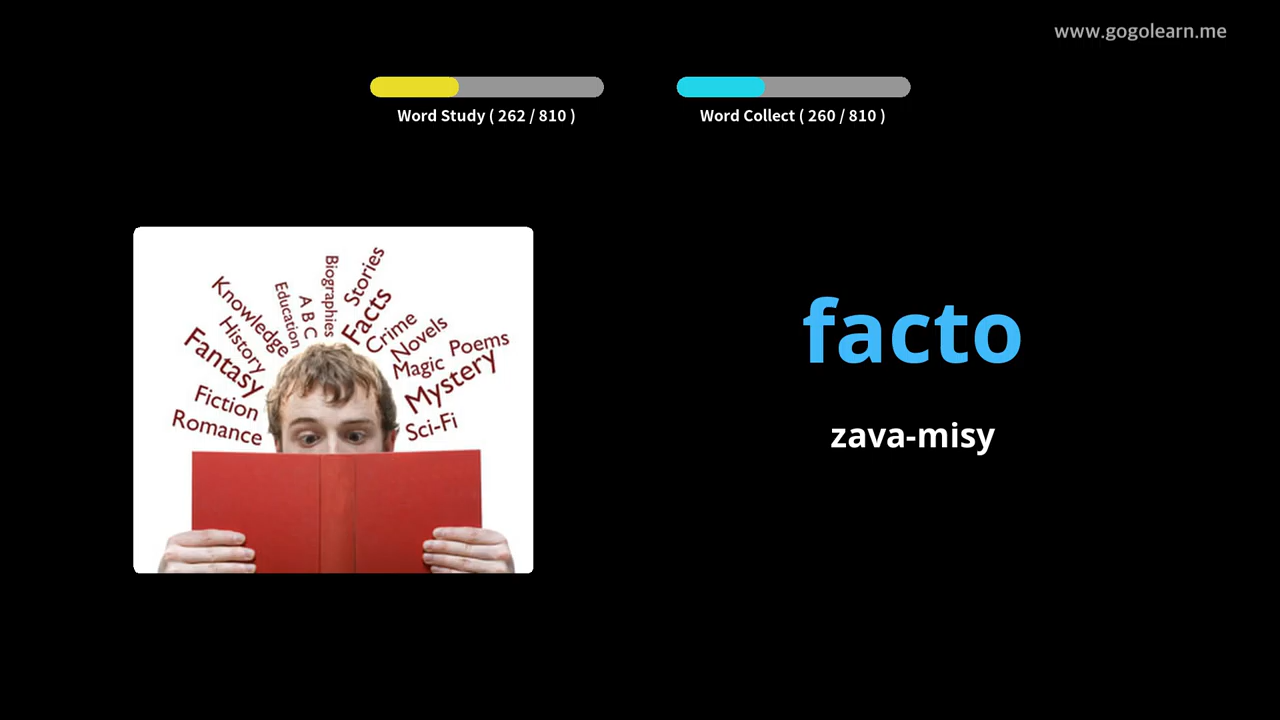 www.gogolearn.me
Word Study ( 262 / 810 )
Word Collect ( 260 / 810 )
Romance
Fiction
Fantasy
History
Knowledge
Education
A B C
Biographies
Stories
Facts
Crime
Novels
Magic
Poems
Mystery
Sci-Fi
facto
zava-misy